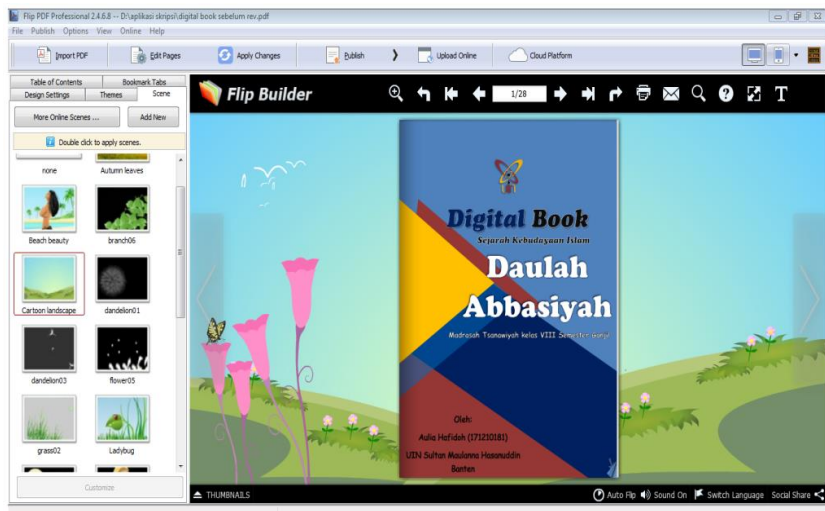 Flip PDF Professional 2.4.6.8 -- D:\aplikasi skripsi\digital book sebelum rev.pdf
File Publish Options View Online Help
Import PDF Edit Pages Apply Changes Publish Upload Online Cloud Platform
Table of Contents Bookmark Tabs
Design Settings Themes Scene
More Online Scenes ... Add New
Double click to apply scenes.
none Autumn leaves
Beach beauty branch06
Cartoon landscape dandelion01
dandelion03 flower05
grass02 Ladybug
Customize
Flip Builder
1/28
T
Digital Book
Sejarah Kebudayaan Islam
Daulah
Abbasiyah
Madrasah Tsanawiyah kelas VIII Semester Ganjil
Oleh:
Aulia Hafidah (171210181)
UIN Sultan Maulanna Hasanuddin
Banten
THUMBNAILS
Auto Flip Sound On Switch Language Social Share